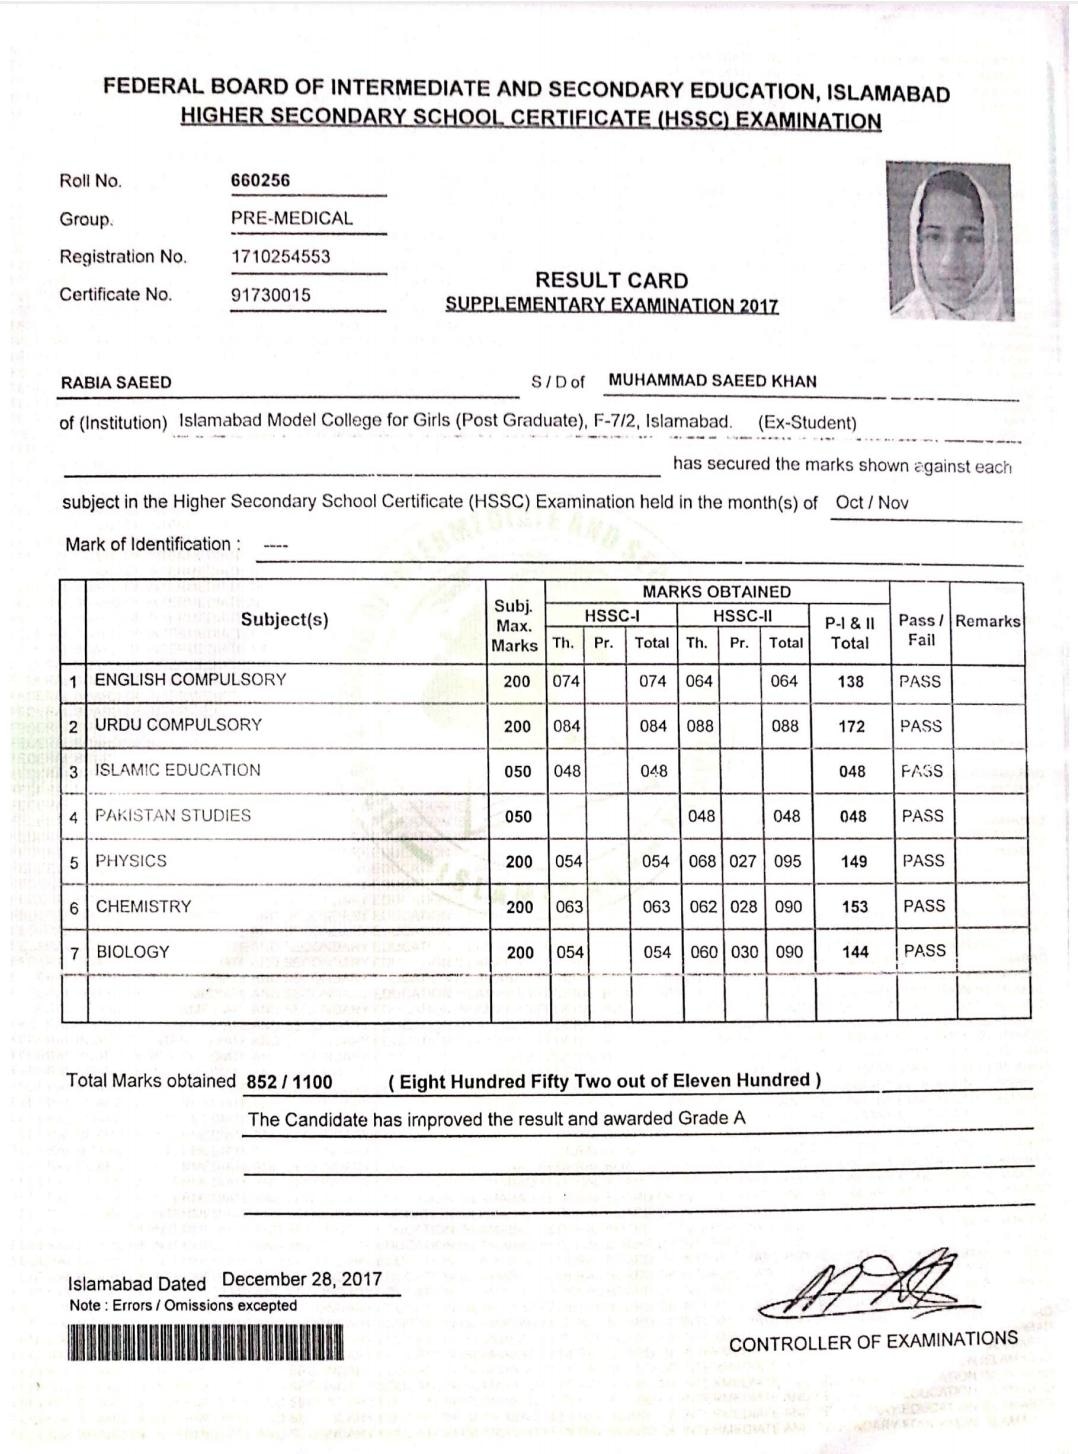 FEDERAL BOARD OF INTERMEDIATE AND SECONDARY EDUCATION, ISLAMABAD
HIGHER SECONDARY SCHOOL CERTIFICATE (HSSC) EXAMINATION
Roll No. 660256
Group. PRE-MEDICAL
Registration No. 1710254553
Certificate No. 91730015
RESULT CARD
SUPPLEMENTARY EXAMINATION 2017
RABIA SAEED S / D of MUHAMMAD SAEED KHAN
of (Institution) Islamabad Model College for Girls (Post Graduate), F-7/2, Islamabad. (Ex-Student)
has secured the marks shown against each
subject in the Higher Secondary School Certificate (HSSC) Examination held in the month(s) of Oct / Nov
Mark of Identification : ----
Subject(s) Subj. Max. Marks MARKS OBTAINED Pass / Fail Remarks
HSSC-I HSSC-II P-I & II Total
Th. Pr. Total Th. Pr. Total
1 ENGLISH COMPULSORY 200 074 074 064 064 138 PASS
2 URDU COMPULSORY 200 084 084 088 088 172 PASS
3 ISLAMIC EDUCATION 050 048 048 048 PASS
4 PAKISTAN STUDIES 050 048 048 048 PASS
5 PHYSICS 200 054 054 068 027 095 149 PASS
6 CHEMISTRY 200 063 063 062 028 090 153 PASS
7 BIOLOGY 200 054 054 060 030 090 144 PASS
Total Marks obtained 852 / 1100 ( Eight Hundred Fifty Two out of Eleven Hundred )
The Candidate has improved the result and awarded Grade A
Islamabad Dated December 28, 2017
Note : Errors / Omissions excepted
CONTROLLER OF EXAMINATIONS